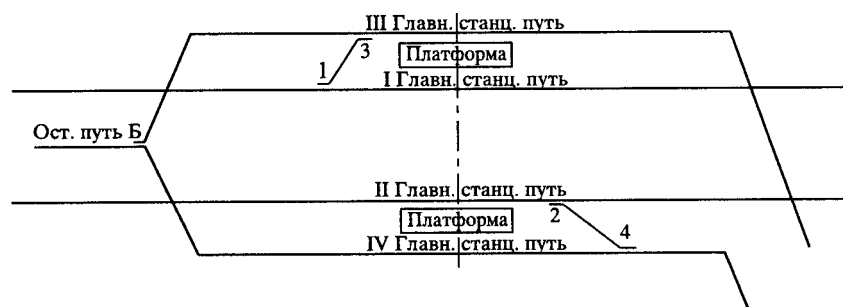 III Главн. станц. путь
3
Платформа
1
I Главн. станц. путь
Ост. путь Б
II Главн. станц. путь
Платформа
2
4
IV Главн. станц. путь